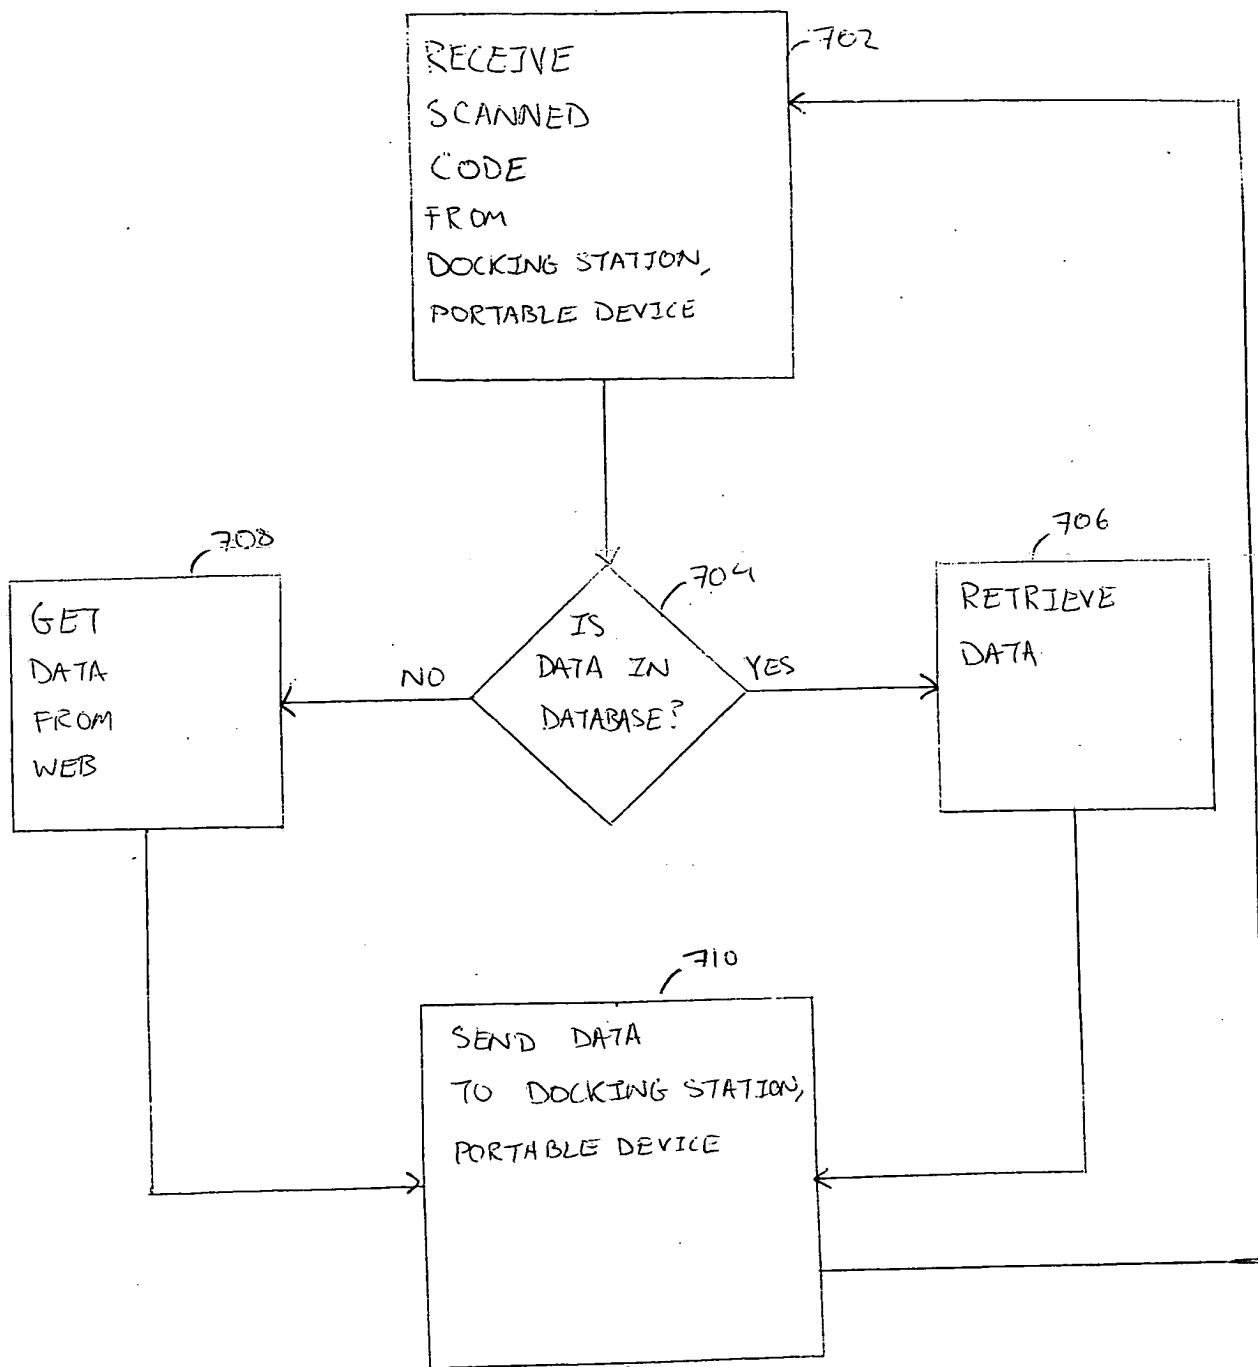 702
RECEIVE
SCANNED
CODE
FROM
DOCKING STATION,
PORTABLE DEVICE
708
GET
DATA
FROM
WEB
NO
704
IS
DATA IN
DATABASE?
YES
706
RETRIEVE
DATA
710
SEND DATA
TO DOCKING STATION,
PORTABLE DEVICE